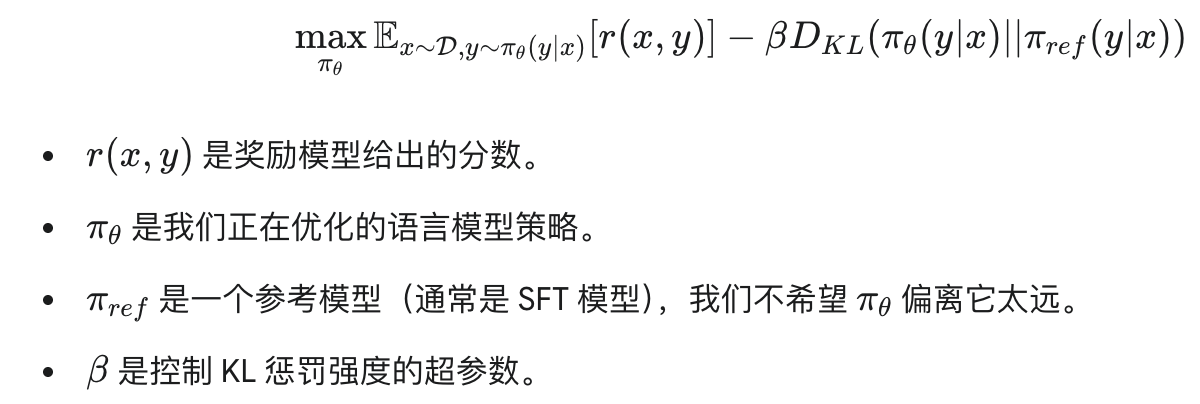 $$\max_{\pi_\theta} \mathbb{E}_{x\sim\mathcal{D},y\sim\pi_\theta(y|x)}[r(x,y)] - \beta D_{KL}(\pi_\theta(y|x)||\pi_{ref}(y|x))$$
• $r(x,y)$ 是奖励模型给出的分数。
• $\pi_\theta$ 是我们正在优化的语言模型策略。
• $\pi_{ref}$ 是一个参考模型（通常是 SFT 模型），我们不希望 $\pi_\theta$ 偏离它太远。
• $\beta$ 是控制 KL 惩罚强度的超参数。